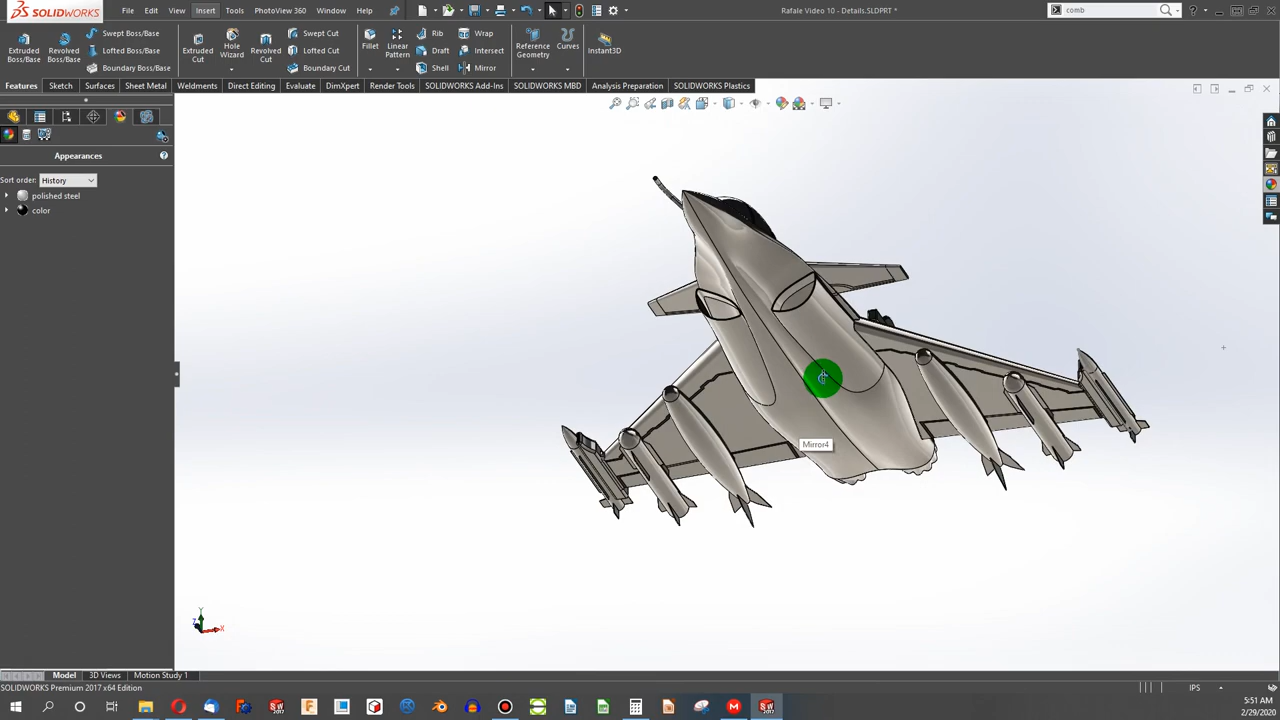 SOLIDWORKS
File Edit View Insert Tools PhotoView 360 Window Help
Rafale Video 10 - Details.SLDPRT *
comb
Extruded Boss/Base
Revolved Boss/Base
Swept Boss/Base
Lofted Boss/Base
Boundary Boss/Base
Extruded Cut
Hole Wizard
Revolved Cut
Swept Cut
Lofted Cut
Boundary Cut
Fillet
Linear Pattern
Rib
Draft
Shell
Wrap
Intersect
Mirror
Reference Geometry
Curves
Instant3D
Features Sketch Surfaces Sheet Metal Weldments Direct Editing Evaluate DimXpert Render Tools SOLIDWORKS Add-Ins SOLIDWORKS MBD Analysis Preparation SOLIDWORKS Plastics
Appearances
Sort order: History
polished steel
color
Mirror4
Y
Z X
Model 3D Views Motion Study 1
SOLIDWORKS Premium 2017 x64 Edition
IPS
5:51 AM
2/29/2020